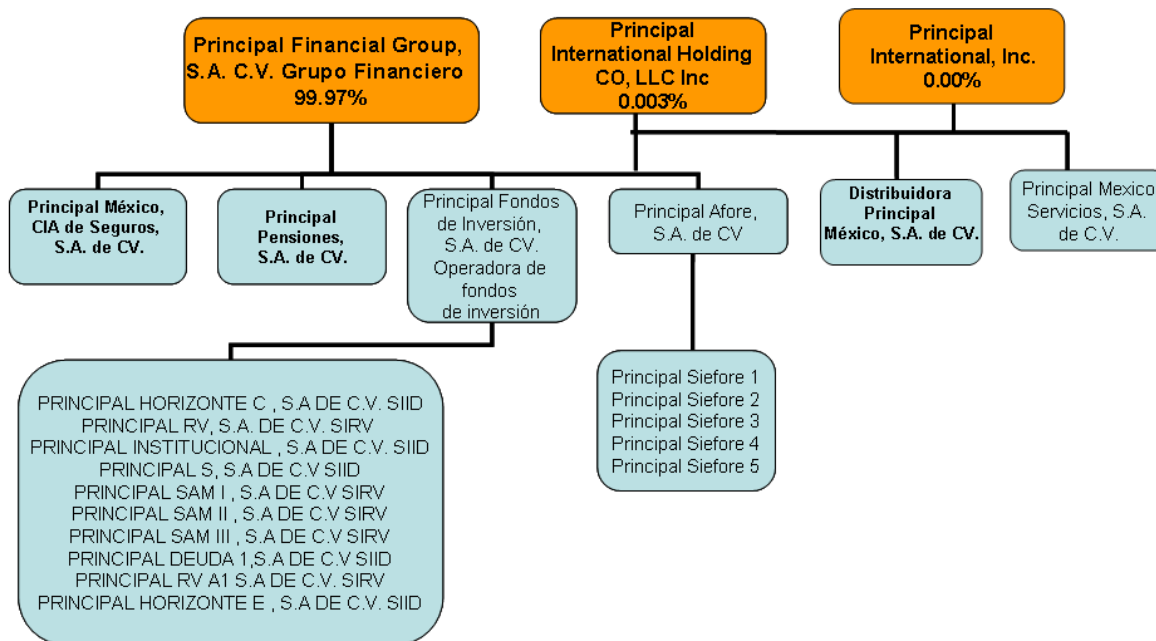 Principal Financial Group,
S.A. C.V. Grupo Financiero
99.97%
Principal
International Holding
CO, LLC Inc
0.003%
Principal
International, Inc.
0.00%
Principal México,
CIA de Seguros,
S.A. de CV.
Principal
Pensiones,
S.A. de CV.
Principal Fondos
de Inversión,
S.A. de CV.
Operadora de
fondos
de inversión
Principal Afore,
S.A. de CV
Distribuidora
Principal
México, S.A. de CV.
Principal Mexico
Servicios, S.A.
de C.V.
PRINCIPAL HORIZONTE C , S.A DE C.V. SIID
PRINCIPAL RV, S.A. DE C.V. SIRV
PRINCIPAL INSTITUCIONAL , S.A DE C.V. SIID
PRINCIPAL S, S.A DE C.V SIID
PRINCIPAL SAM I , S.A DE C.V SIRV
PRINCIPAL SAM II , S.A DE C.V SIRV
PRINCIPAL SAM III , S.A DE C.V SIRV
PRINCIPAL DEUDA 1,S.A DE C.V SIID
PRINCIPAL RV A1 S.A DE C.V. SIRV
PRINCIPAL HORIZONTE E , S.A DE C.V. SIID
Principal Siefore 1
Principal Siefore 2
Principal Siefore 3
Principal Siefore 4
Principal Siefore 5